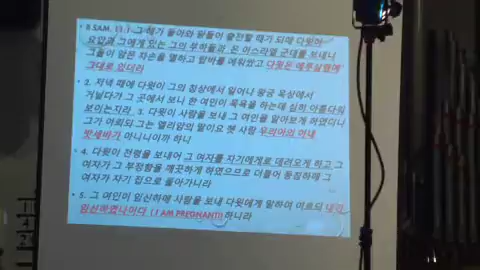 II SAM. 11:1 그 해가 돌아와 왕들이 출전할 때가 되매 다윗이
요압과 그에게 있는 그의 부하들과 온 이스라엘 군대를 보내니
그들이 암몬 자손을 멸하고 랍바를 에워쌌고 다윗은 예루살렘에
그대로 있더라
2. 저녁 때에 다윗이 그의 침상에서 일어나 왕궁 옥상에서
거닐다가 그 곳에서 보니 한 여인이 목욕을 하는데 심히 아름다워
보이는지라 3. 다윗이 사람을 보내 그 여인을 알아보게 하였더니
그가 아뢰되 그는 엘리암의 딸이요 헷 사람 우리아의 아내
밧세바가 아니니이까 하니
4. 다윗이 전령을 보내어 그 여자를 자기에게로 데려오게 하고 그
여자가 그 부정함을 깨끗하게 하였으므로 더불어 동침하매 그
여자가 자기 집으로 돌아가니라
5. 그 여인이 임신하매 사람을 보내 다윗에게 말하여 이르되 내가
임신하였나이다 ( I AM PREGNANT!) 하니라